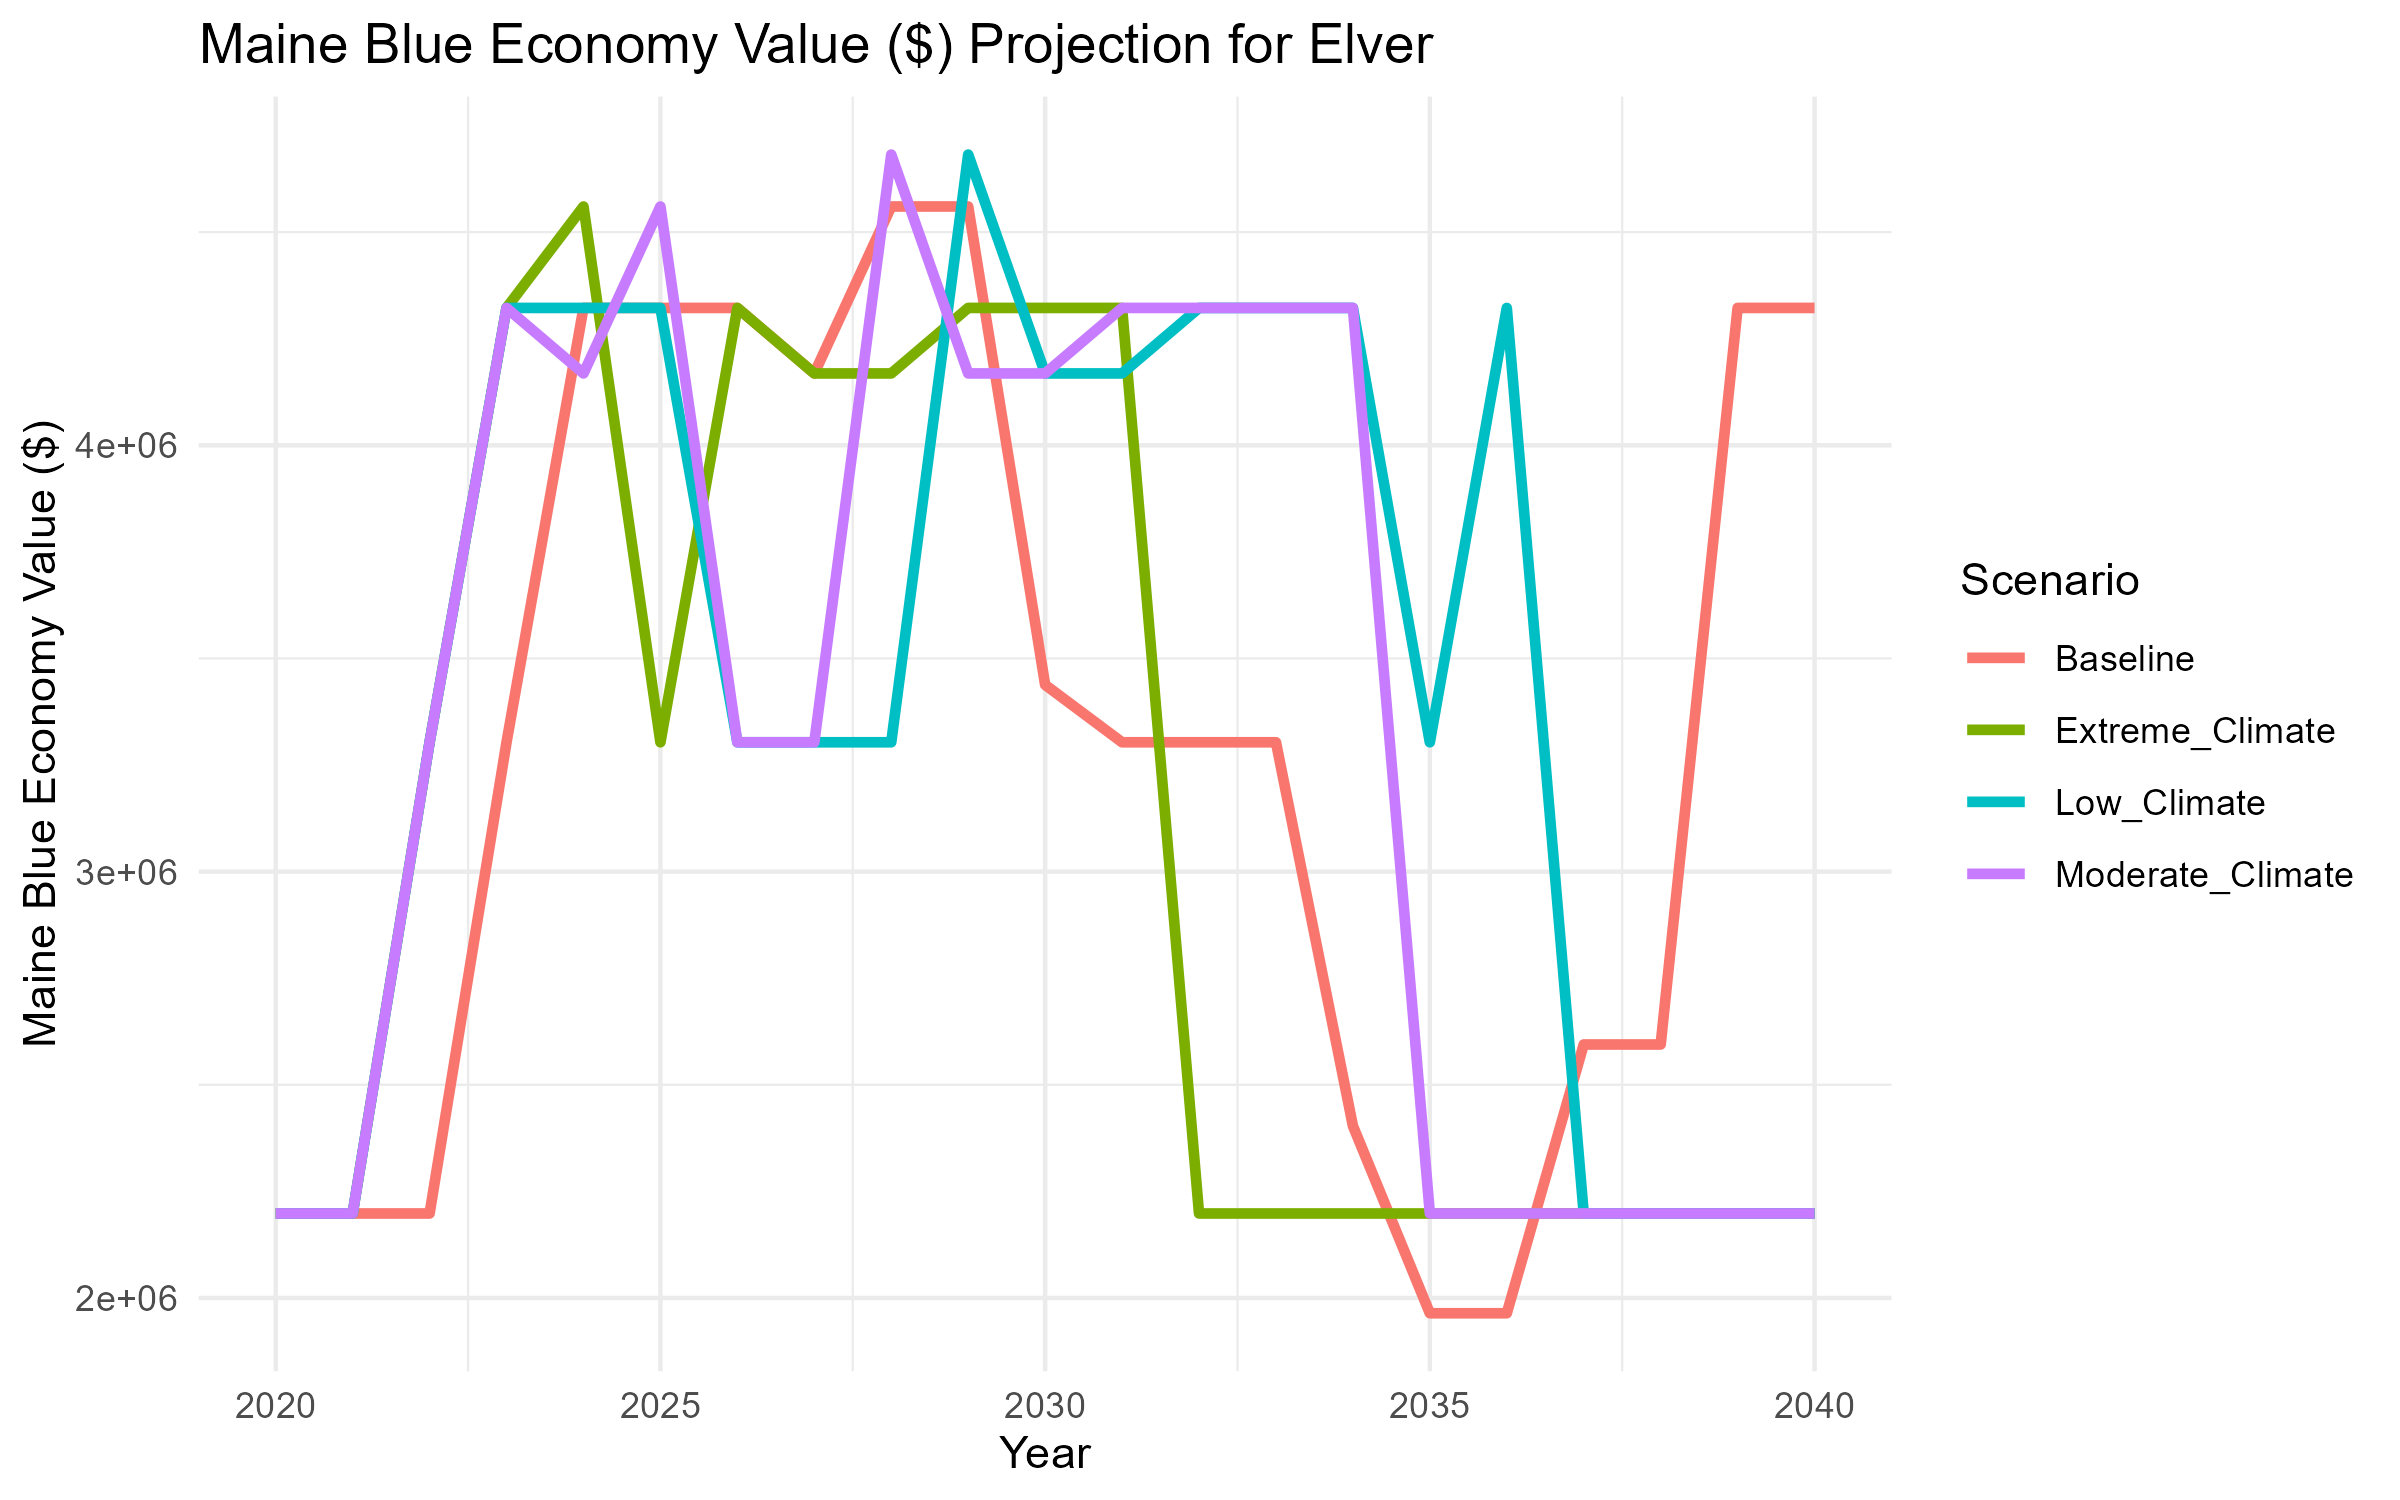 Maine Blue Economy Value ($) Projection for Elver
Maine Blue Economy Value ($)
4e+06
3e+06
2e+06
2020
2025
2030
2035
2040
Year
Scenario
Baseline
Extreme_Climate
Low_Climate
Moderate_Climate